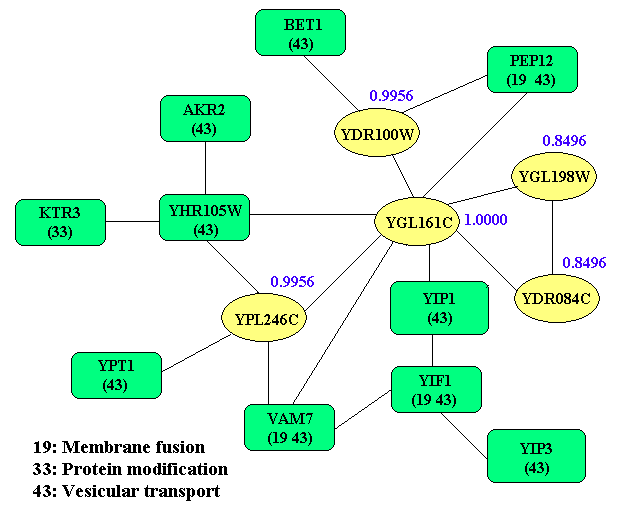 BET1
(43)
PEP12
(19 43)
0.9956
AKR2
(43)
YDR100W
0.8496
YGL198W
KTR3
(33)
YHR105W
(43)
YGL161C
1.0000
0.9956
0.8496
YPL246C
YIP1
(43)
YDR084C
YPT1
(43)
YIF1
(19 43)
VAM7
(19 43)
YIP3
(43)
19: Membrane fusion
33: Protein modification
43: Vesicular transport